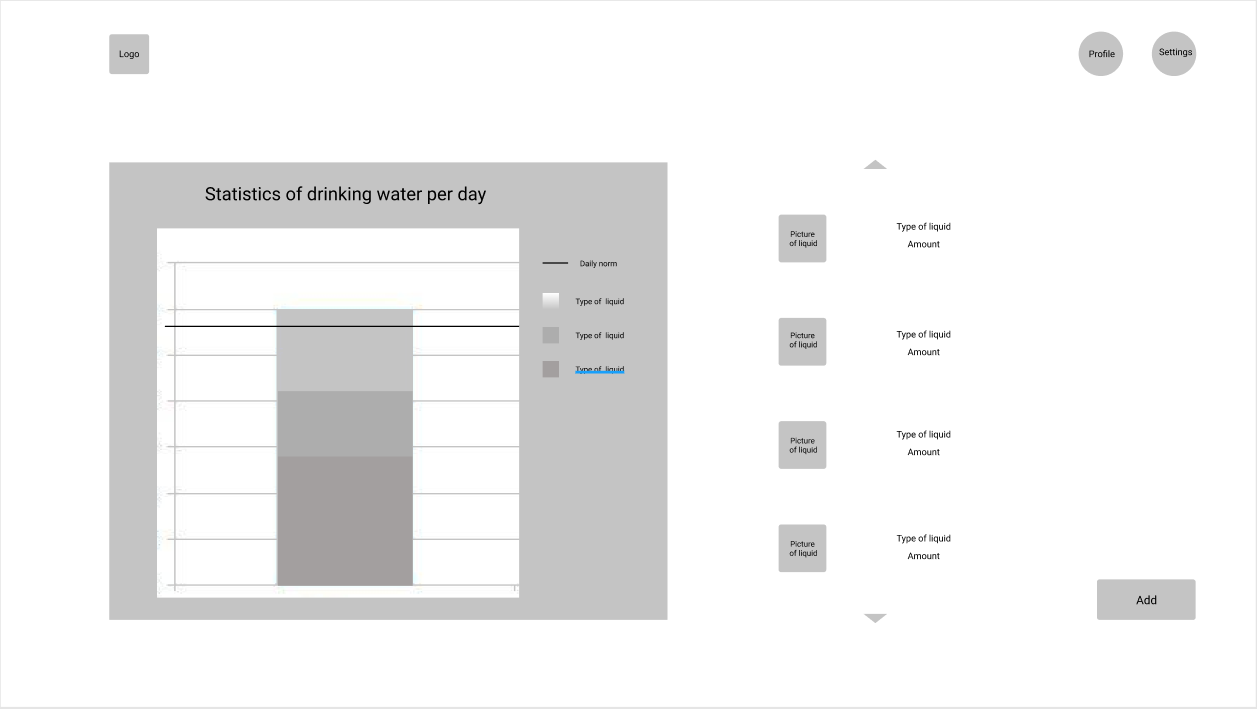 Logo
Profile
Settings
Statistics of drinking water per day
Daily norm
Type of liquid
Type of liquid
Type of liquid
Picture
of liquid
Type of liquid
Amount
Picture
of liquid
Type of liquid
Amount
Picture
of liquid
Type of liquid
Amount
Picture
of liquid
Type of liquid
Amount
Add